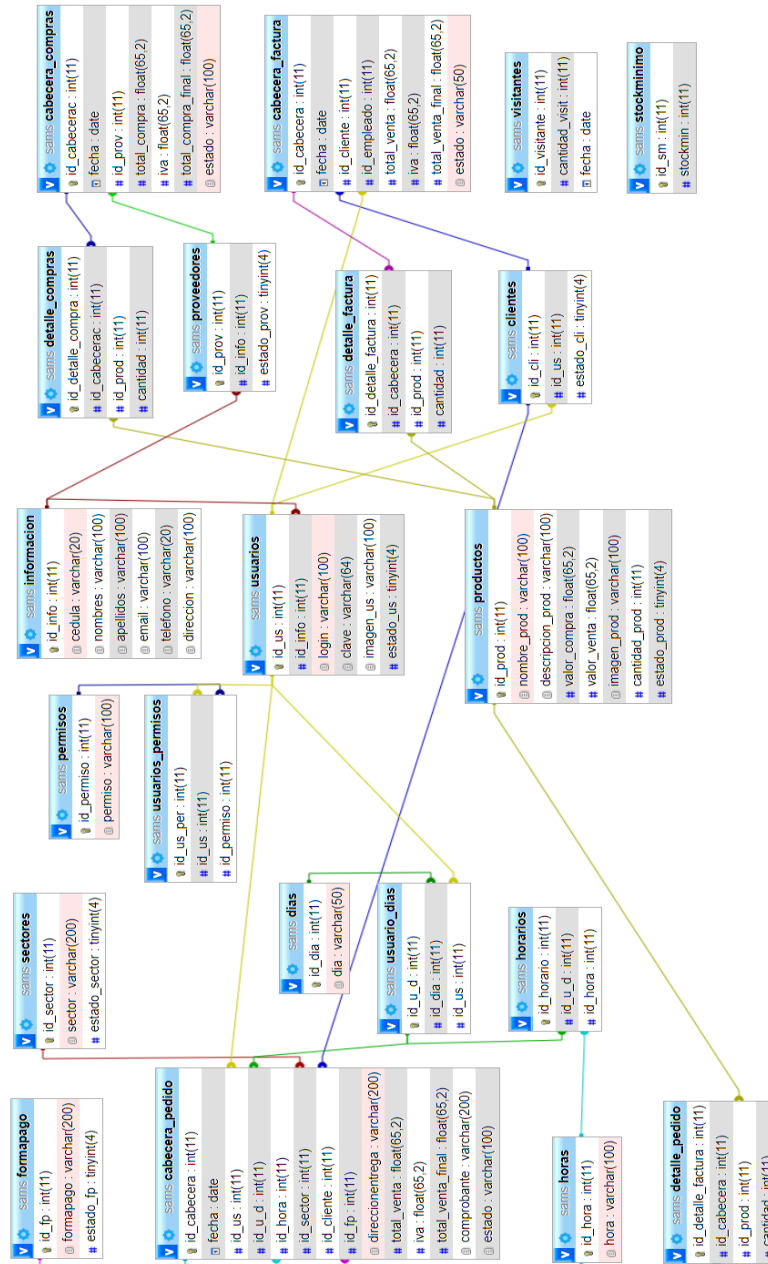 sams formapago
id_fp : int(11)
formapago : varchar(200)
estado_fp : tinyint(4)
sams sectores
id_sector : int(11)
sector : varchar(200)
estado_sector : tinyint(4)
sams permisos
id_permiso : int(11)
permiso : varchar(100)
sams informacion
id_info : int(11)
cedula : varchar(20)
nombres : varchar(100)
apellidos : varchar(100)
email : varchar(100)
telefono : varchar(20)
direccion : varchar(100)
sams detalle_compras
id_detalle_compra : int(11)
id_cabecerac : int(11)
id_prod : int(11)
cantidad : int(11)
sams cabecera_compras
id_cabecerac : int(11)
fecha : date
id_prov : int(11)
total_compra : float(65,2)
iva : float(65,2)
total_compra_final : float(65,2)
estado : varchar(100)
sams cabecera_pedido
id_cabecera : int(11)
fecha : date
id_us : int(11)
id_u_d : int(11)
id_hora : int(11)
id_sector : int(11)
id_cliente : int(11)
id_fp : int(11)
direccionentrega : varchar(200)
total_venta : float(65,2)
iva : float(65,2)
total_venta_final : float(65,2)
comprobante : varchar(200)
estado : varchar(100)
sams usuarios_permisos
id_us_per : int(11)
id_us : int(11)
id_permiso : int(11)
sams proveedores
id_prov : int(11)
id_info : int(11)
estado_prov : tinyint(4)
sams usuarios
id_us : int(11)
id_info : int(11)
login : varchar(100)
clave : varchar(64)
imagen_us : varchar(100)
estado_us : tinyint(4)
sams cabecera_factura
id_cabecera : int(11)
fecha : date
id_cliente : int(11)
id_empleado : int(11)
total_venta : float(65,2)
iva : float(65,2)
total_venta_final : float(65,2)
estado : varchar(50)
sams dias
id_dia : int(11)
dia : varchar(50)
sams detalle_factura
id_detalle_factura : int(11)
id_cabecera : int(11)
id_prod : int(11)
cantidad : int(11)
sams usuario_dias
id_u_d : int(11)
id_dia : int(11)
id_us : int(11)
sams productos
id_prod : int(11)
nombre_prod : varchar(100)
descripcion_prod : varchar(100)
valor_compra : float(65,2)
valor_venta : float(65,2)
imagen_prod : varchar(100)
cantidad_prod : int(11)
estado_prod : tinyint(4)
sams clientes
id_cli : int(11)
id_us : int(11)
estado_cli : tinyint(4)
sams visitantes
id_visitante : int(11)
cantidad_visit : int(11)
fecha : date
sams horarios
id_horario : int(11)
id_u_d : int(11)
id_hora : int(11)
sams horas
id_hora : int(11)
hora : varchar(100)
sams stockminimo
id_sm : int(11)
stockmin : int(11)
sams detalle_pedido
id_detalle_factura : int(11)
id_cabecera : int(11)
id_prod : int(11)
cantidad : int(11)